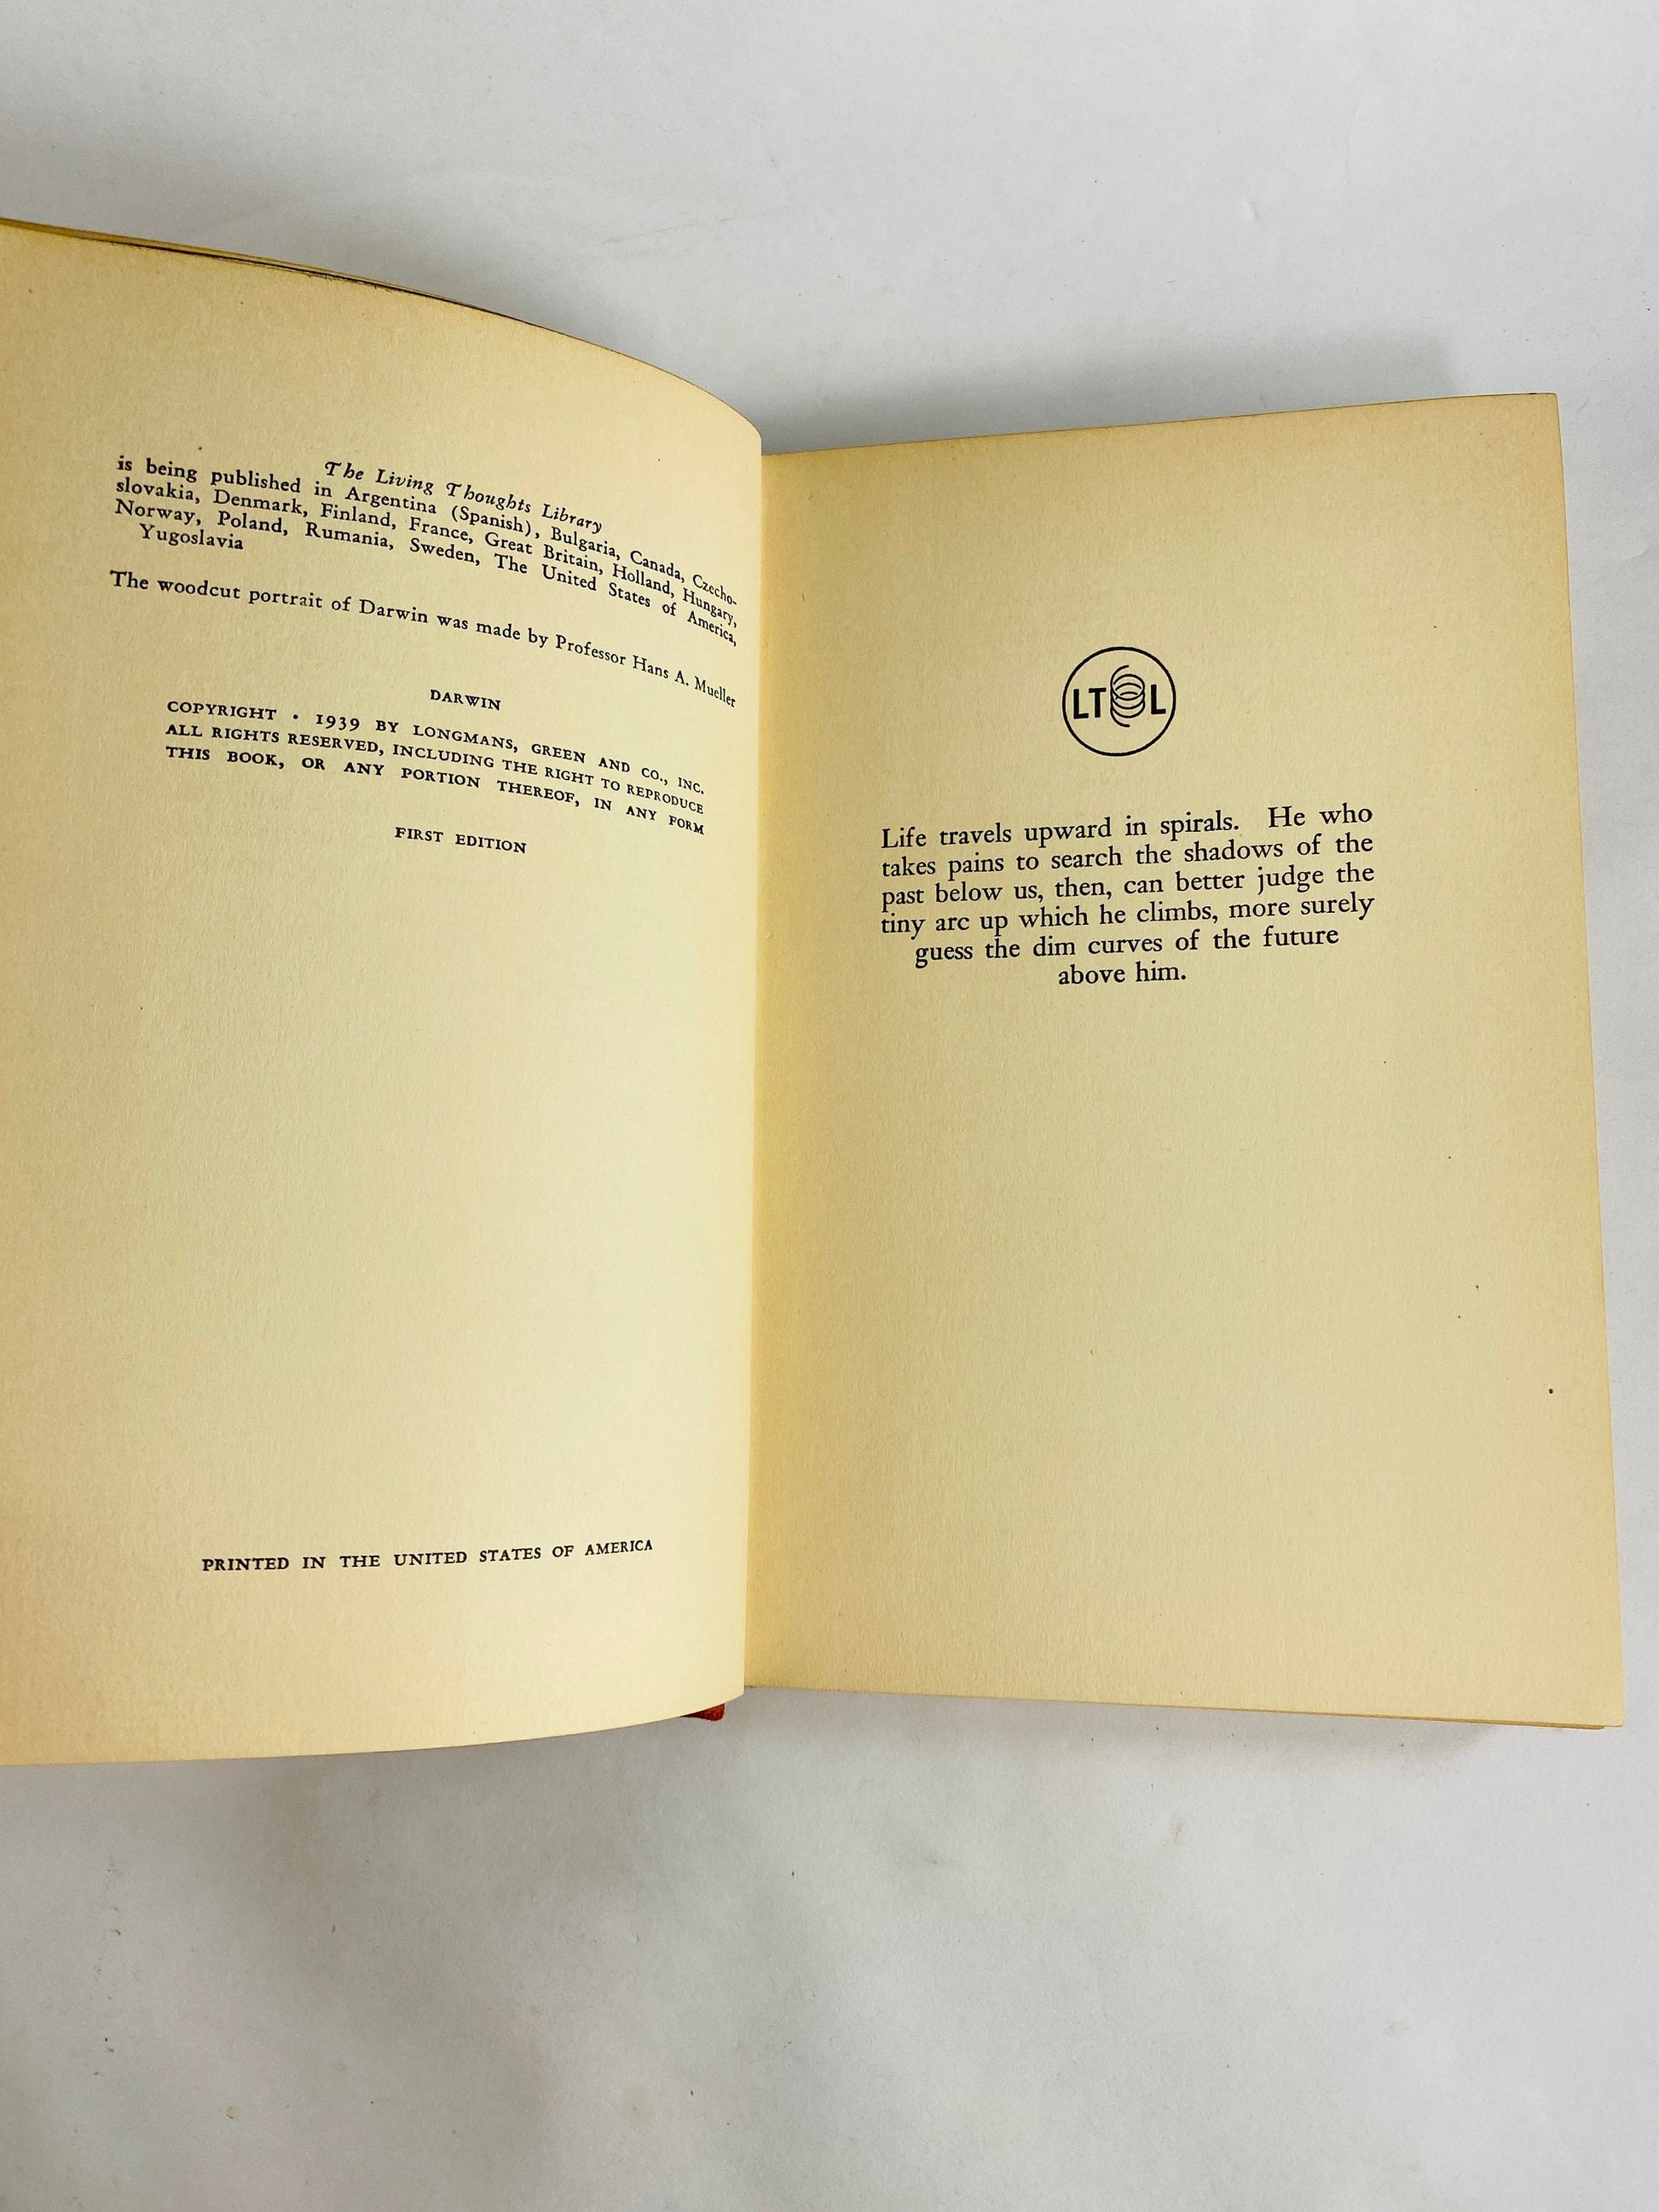 The Living Thoughts Library
is being published in Argentina (Spanish), Bulgaria, Canada, Czecho-
slovakia, Denmark, Finland, France, Great Britain, Holland, Hungary,
Norway, Poland, Rumania, Sweden, The United States of America,
Yugoslavia
The woodcut portrait of Darwin was made by Professor Hans A. Mueller
DARWIN
COPYRIGHT · 1939 BY LONGMANS, GREEN AND CO., INC.
ALL RIGHTS RESERVED, INCLUDING THE RIGHT TO REPRODUCE
THIS BOOK, OR ANY PORTION THEREOF, IN ANY FORM
FIRST EDITION
PRINTED IN THE UNITED STATES OF AMERICA
LT L
Life travels upward in spirals. He who
takes pains to search the shadows of the
past below us, then, can better judge the
tiny arc up which he climbs, more surely
guess the dim curves of the future
above him.